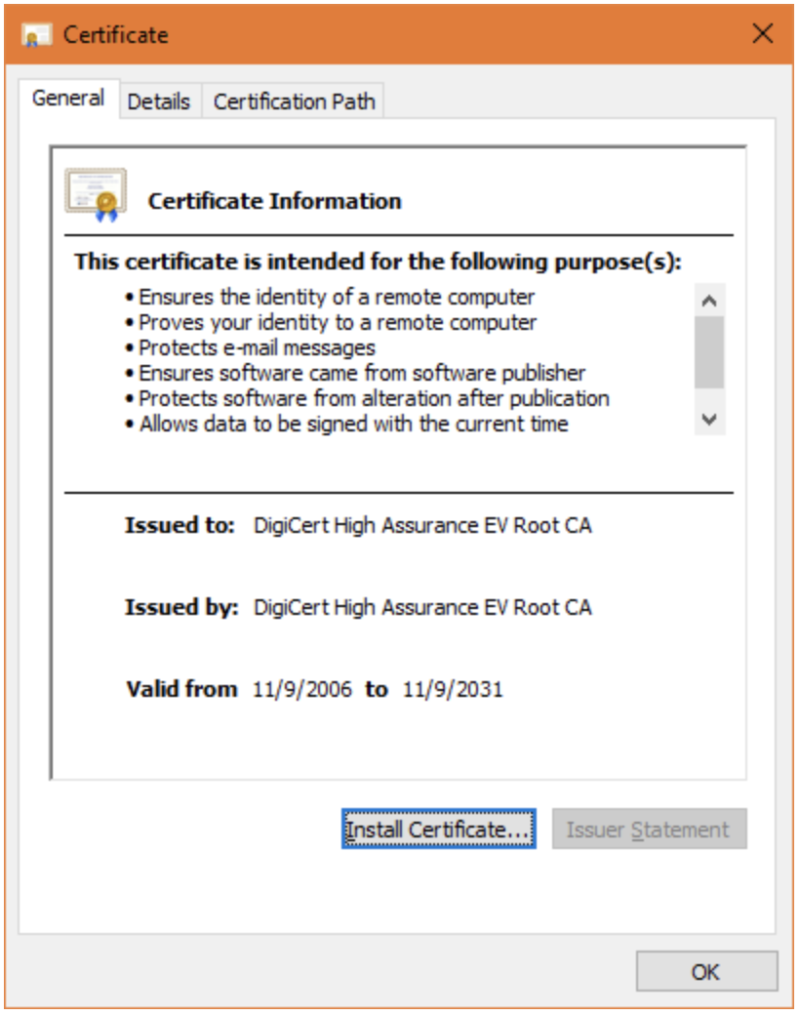 Certificate
General Details Certification Path
Certificate Information
This certificate is intended for the following purpose(s):
• Ensures the identity of a remote computer
• Proves your identity to a remote computer
• Protects e-mail messages
• Ensures software came from software publisher
• Protects software from alteration after publication
• Allows data to be signed with the current time
Issued to: DigiCert High Assurance EV Root CA
Issued by: DigiCert High Assurance EV Root CA
Valid from 11/9/2006 to 11/9/2031
Install Certificate... Issuer Statement
OK